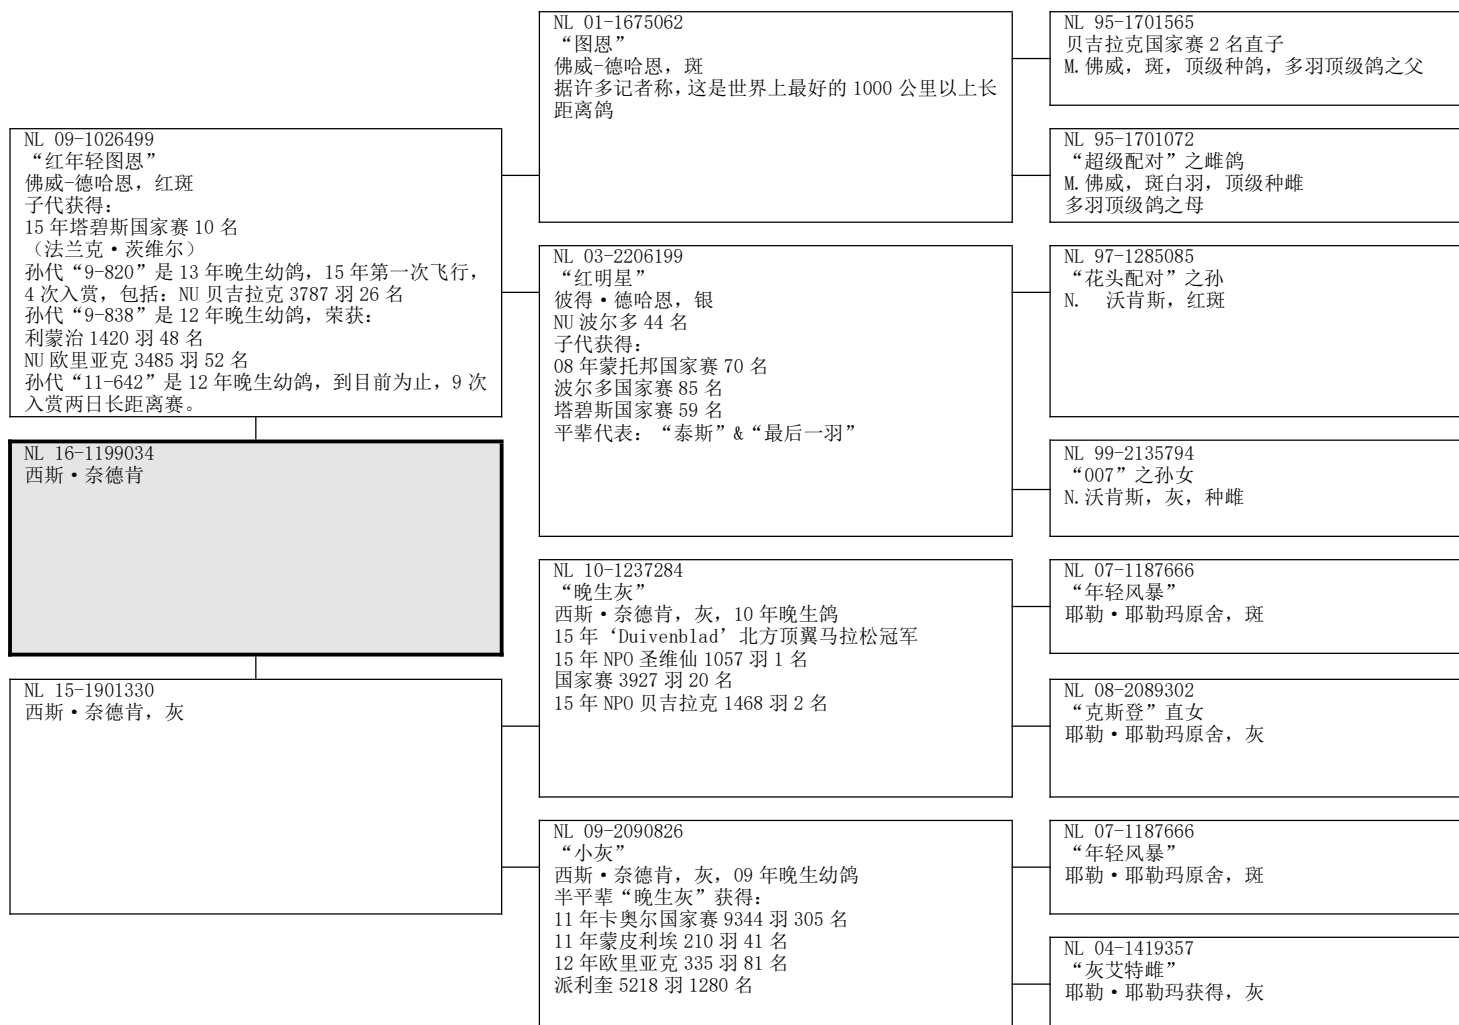 NL 09-1026499
“红年轻图恩”
佛威-德哈恩，红斑
子代获得：
15 年塔碧斯国家赛 10 名
（法兰克·茨维尔）
孙代“9-820”是 13 年晚生幼鸽，15 年第一次飞行，
4 次入赏，包括：NU 贝吉拉克 3787 羽 26 名
孙代“9-838”是 12 年晚生幼鸽，荣获：
利蒙治 1420 羽 48 名
NU 欧里亚克 3485 羽 52 名
孙代“11-642”是 12 年晚生幼鸽，到目前为止，9 次
入赏两日长距离赛。
NL 16-1199034
西斯·奈德肯
NL 15-1901330
西斯·奈德肯，灰
NL 01-1675062
“图恩”
佛威-德哈恩，斑
据许多记者称，这是世界上最好的 1000 公里以上长
距离鸽
NL 03-2206199
“红明星”
彼得·德哈恩，银
NU 波尔多 44 名
子代获得：
08 年蒙托邦国家赛 70 名
波尔多国家赛 85 名
塔碧斯国家赛 59 名
平辈代表：“泰斯”&“最后一羽”
NL 10-1237284
“晚生灰”
西斯·奈德肯，灰，10 年晚生鸽
15 年‘Duivenblad’北方顶翼马拉松冠军
15 年 NPO 圣维仙 1057 羽 1 名
国家赛 3927 羽 20 名
15 年 NPO 贝吉拉克 1468 羽 2 名
NL 09-2090826
“小灰”
西斯·奈德肯，灰，09 年晚生幼鸽
半平辈“晚生灰”获得：
11 年卡奥尔国家赛 9344 羽 305 名
11 年蒙皮利埃 210 羽 41 名
12 年欧里亚克 335 羽 81 名
派利奎 5218 羽 1280 名
NL 95-1701565
贝吉拉克国家赛 2 名直子
M.佛威，斑，顶级种鸽，多羽顶级鸽之父
NL 95-1701072
“超级配对”之雌鸽
M.佛威，斑白羽，顶级种雌
多羽顶级鸽之母
NL 97-1285085
“花头配对”之孙
N. 沃肯斯，红斑
NL 99-2135794
“007”之孙女
N.沃肯斯，灰，种雌
NL 07-1187666
“年轻风暴”
耶勒·耶勒玛原舍，斑
NL 08-2089302
“克斯登”直女
耶勒·耶勒玛原舍，灰
NL 07-1187666
“年轻风暴”
耶勒·耶勒玛原舍，斑
NL 04-1419357
“灰艾特雌”
耶勒·耶勒玛获得，灰